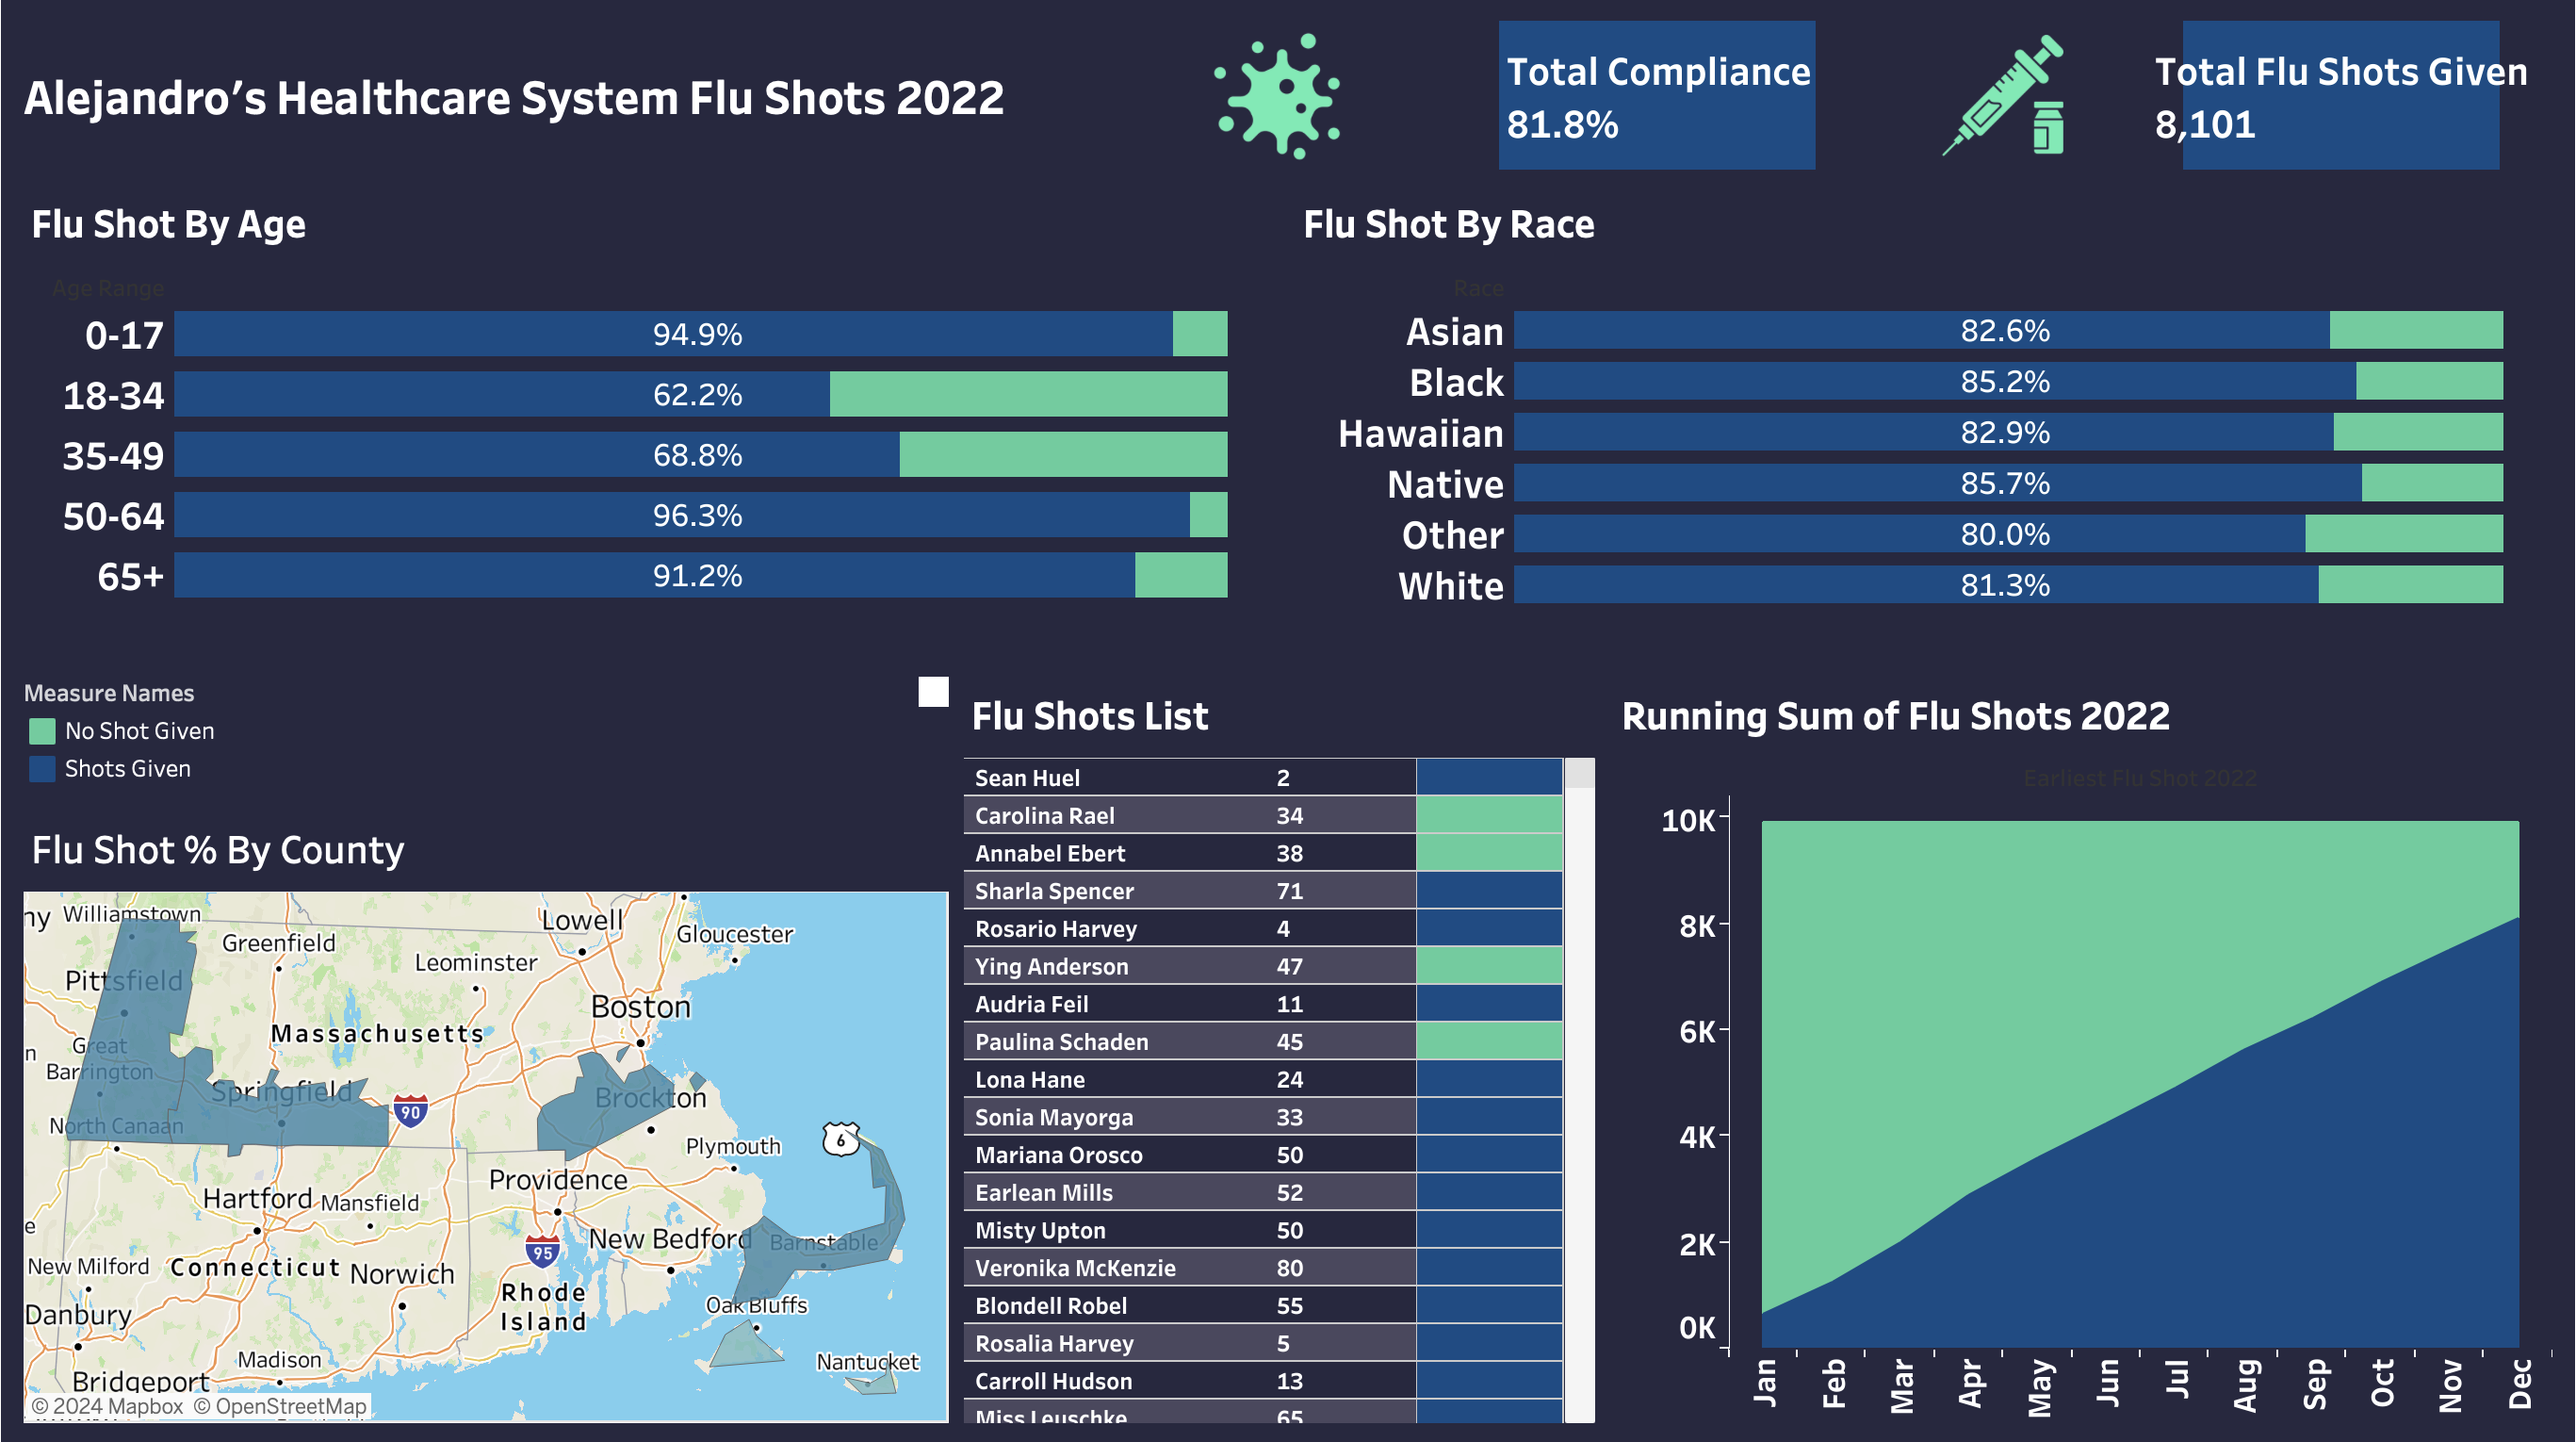 Alejandro’s Healthcare System Flu Shots 2022
Total Compliance
81.8%
Total Flu Shots Given
8,101
Flu Shot By Age
Age Range
0-17 94.9%
18-34 62.2%
35-49 68.8%
50-64 96.3%
65+ 91.2%
Flu Shot By Race
Race
Asian 82.6%
Black 85.2%
Hawaiian 82.9%
Native 85.7%
Other 80.0%
White 81.3%
Measure Names
No Shot Given
Shots Given
Flu Shot % By County
ny Williamstown
Lowell
Gloucester
Greenfield
Leominster
Pittsfield
Boston
Massachusetts
n Great
Barrington
Springfield
90
Brockton
North Canaan
6
Plymouth
Providence
Hartford Mansfield
e
New Bedford Barnstable
95
New Milford Connecticut Norwich
Rhode
Island
Oak Bluffs
Danbury
Madison
Nantucket
Bridgeport
© 2024 Mapbox © OpenStreetMap
Flu Shots List
Sean Huel 2
Carolina Rael 34
Annabel Ebert 38
Sharla Spencer 71
Rosario Harvey 4
Ying Anderson 47
Audria Feil 11
Paulina Schaden 45
Lona Hane 24
Sonia Mayorga 33
Mariana Orosco 50
Earlean Mills 52
Misty Upton 50
Veronika McKenzie 80
Blondell Robel 55
Rosalia Harvey 5
Carroll Hudson 13
Miss Leuschke 65
Running Sum of Flu Shots 2022
Earliest Flu Shot 2022
10K
8K
6K
4K
2K
0K
Jan Feb Mar Apr May Jun Jul Aug Sep Oct Nov Dec